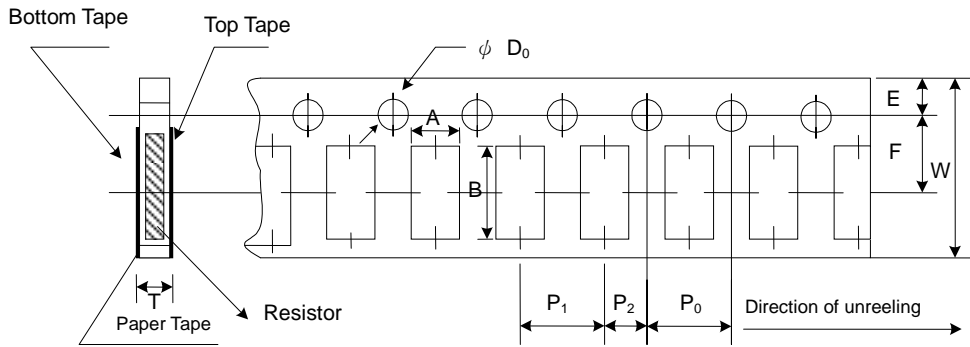 Bottom Tape
Top Tape
ϕ D₀
E
A
F
W
B
T
P₁
P₂
P₀
Direction of unreeling
Resistor
Paper Tape